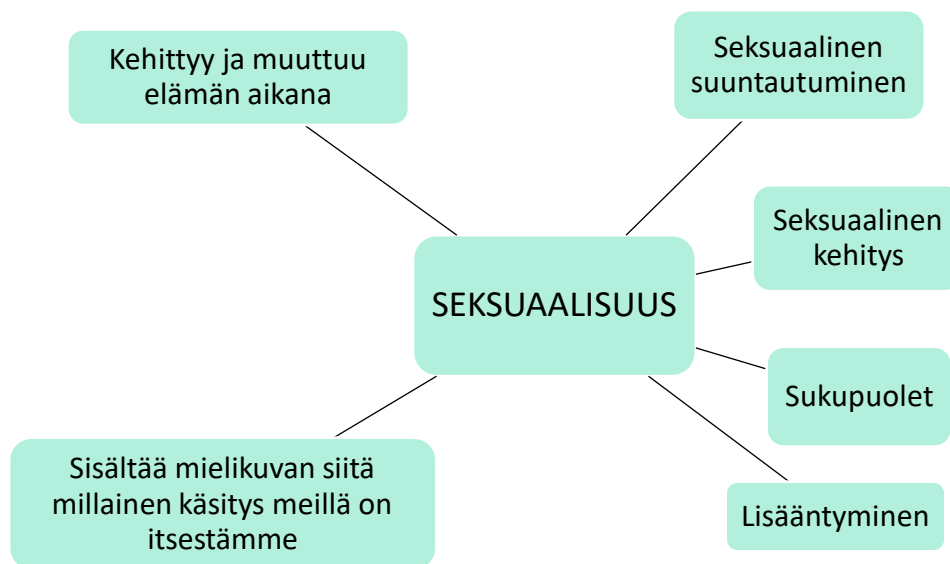 Kehittyy ja muuttuu
elämän aikana
Seksuaalinen
suuntautuminen
Seksuaalinen
kehitys
SEKSUAALISUUS
Sukupuolet
Sisältää mielikuvan siitä
millainen käsitys meillä on
itsestämme
Lisääntyminen